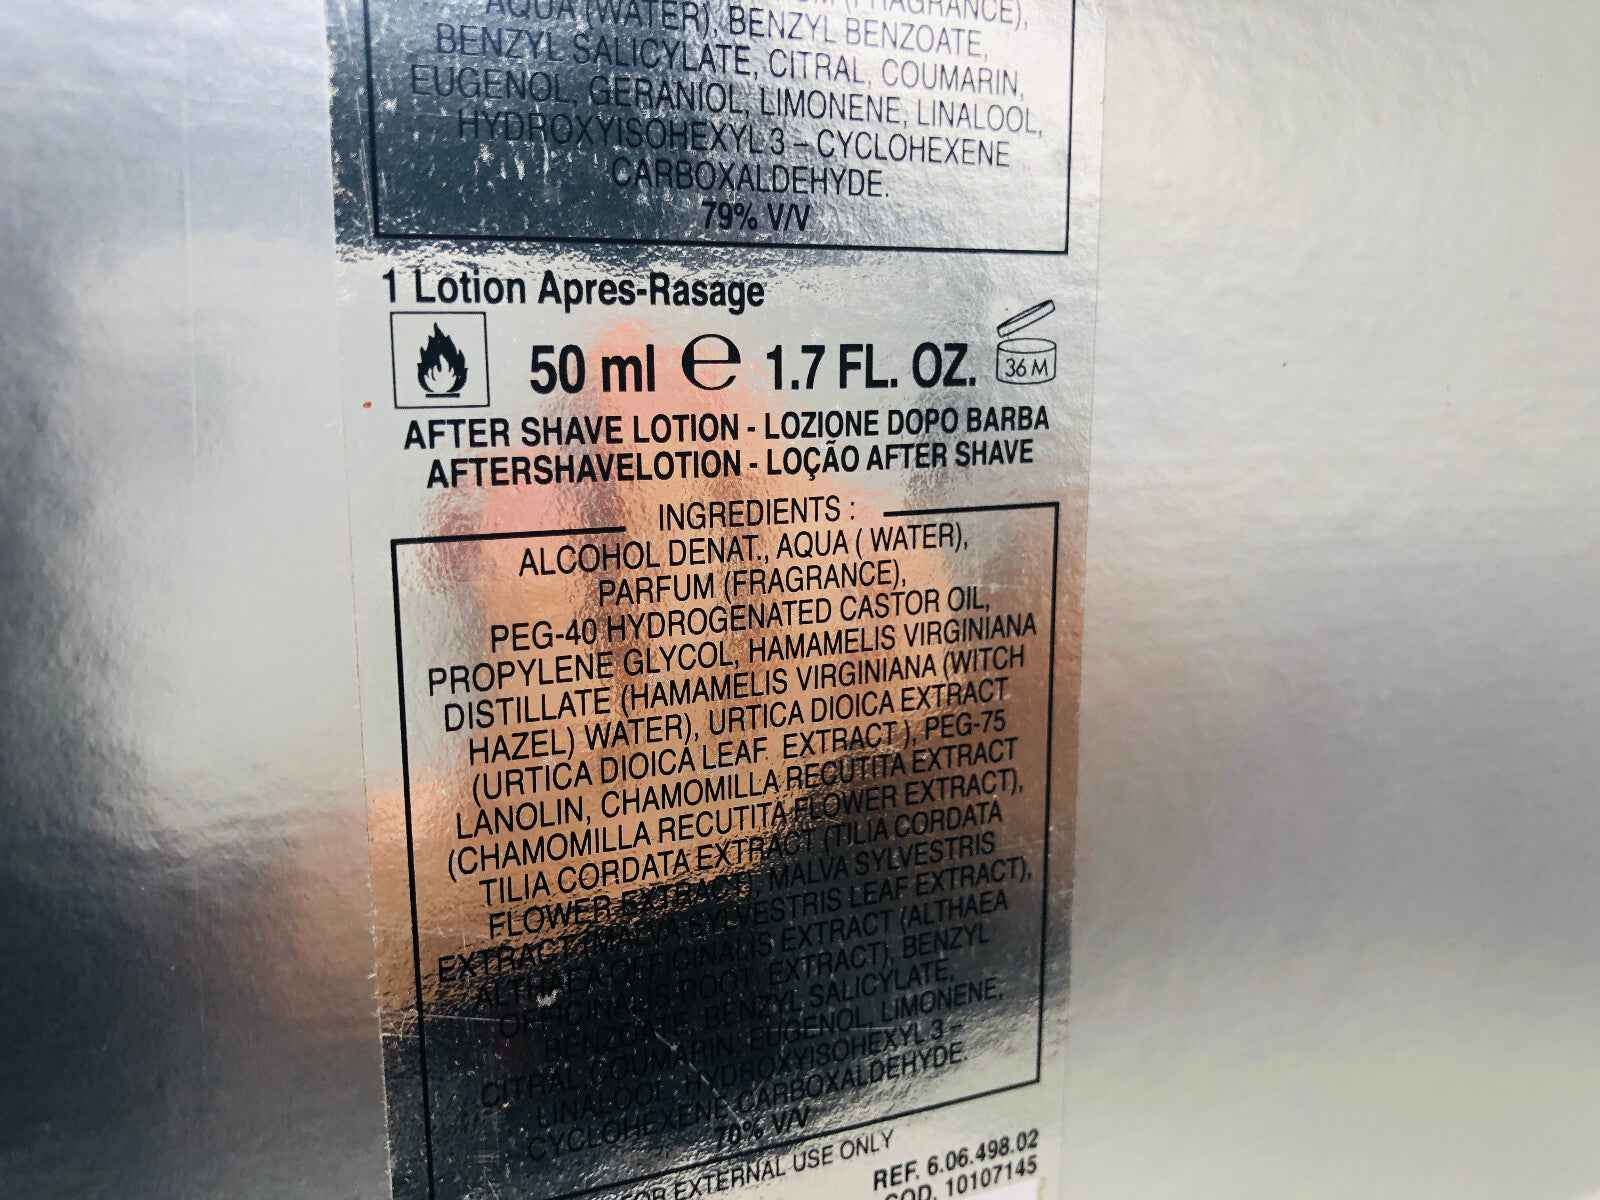 AQUA (WATER), BENZYL BENZOATE,
BENZYL SALICYLATE, CITRAL, COUMARIN,
EUGENOL, GERANIOL, LIMONENE, LINALOOL,
HYDROXYISOHEXYL 3 – CYCLOHEXENE
CARBOXALDEHYDE.
79% V/V
1 Lotion Apres-Rasage
50 ml e 1.7 FL. OZ. 36 M
AFTER SHAVE LOTION - LOZIONE DOPO BARBA
AFTERSHAVELOTION - LOÇÃO AFTER SHAVE
INGREDIENTS :
ALCOHOL DENAT., AQUA ( WATER),
PARFUM (FRAGRANCE),
PEG-40 HYDROGENATED CASTOR OIL,
PROPYLENE GLYCOL, HAMAMELIS VIRGINIANA
DISTILLATE (HAMAMELIS VIRGINIANA (WITCH
HAZEL) WATER), URTICA DIOICA EXTRACT
(URTICA DIOICA LEAF EXTRACT ), PEG-75
LANOLIN, CHAMOMILLA RECUTITA EXTRACT
(CHAMOMILLA RECUTITA FLOWER EXTRACT),
TILIA CORDATA EXTRACT (TILIA CORDATA
FLOWER EXTRACT), MALVA SYLVESTRIS
EXTRACT (MALVA SYLVESTRIS LEAF EXTRACT),
ALTHAEA OFFICINALIS EXTRACT (ALTHAEA
OFFICINALIS ROOT EXTRACT), BENZYL
BENZOATE, BENZYL SALICYLATE,
CITRAL, COUMARIN, EUGENOL, LIMONENE,
LINALOOL, HYDROXYISOHEXYL 3 –
CYCLOHEXENE CARBOXALDEHYDE.
70% V/V
FOR EXTERNAL USE ONLY
REF. 6.06.498.02
COD. 10107145